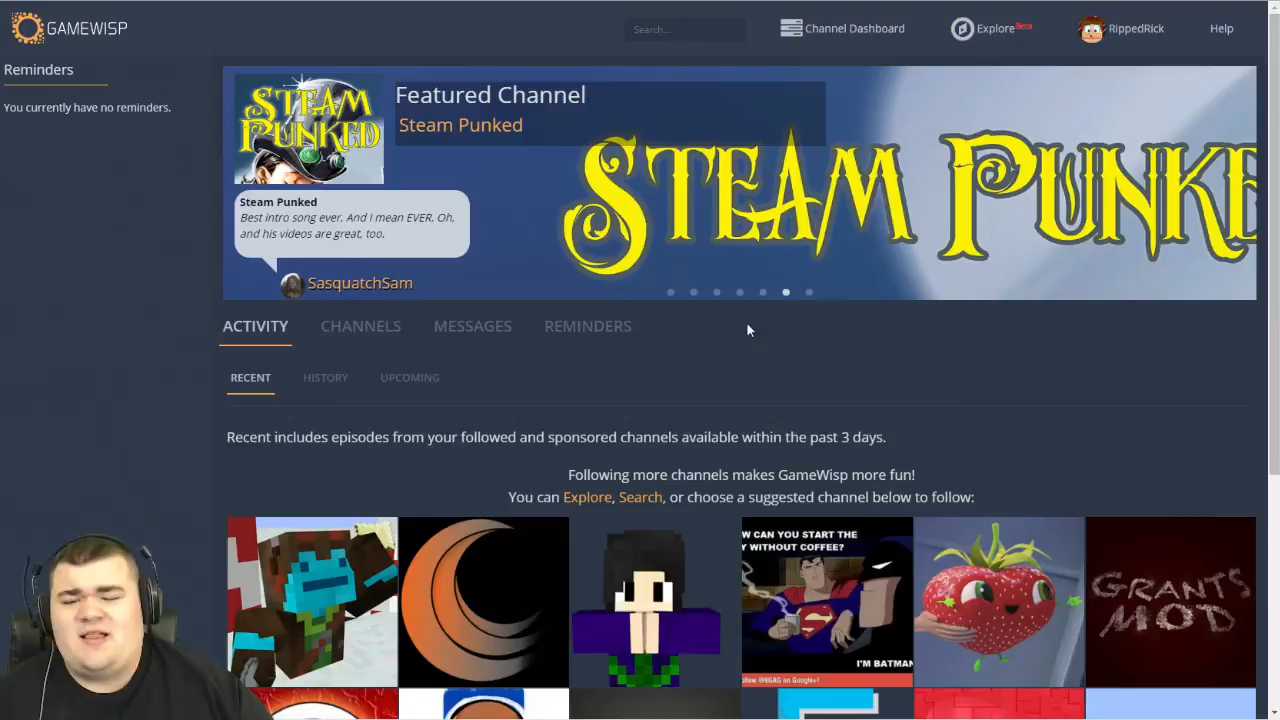 GAMEWISP
Search...
Channel Dashboard
Explore Beta
RippedRick
Help
Reminders
You currently have no reminders.
STEAM
PUNKED
Featured Channel
Steam Punked
STEAM PUNKE
Steam Punked
Best intro song ever. And I mean EVER. Oh,
and his videos are great, too.
SasquatchSam
ACTIVITY
CHANNELS
MESSAGES
REMINDERS
RECENT
HISTORY
UPCOMING
Recent includes episodes from your followed and sponsored channels available within the past 3 days.
Following more channels makes GameWisp more fun!
You can Explore, Search, or choose a suggested channel below to follow:
W CAN YOU START THE
Y WITHOUT COFFEE?
I'M BATMAN
follow 9GAG on Google+!
GRANTS
MOD